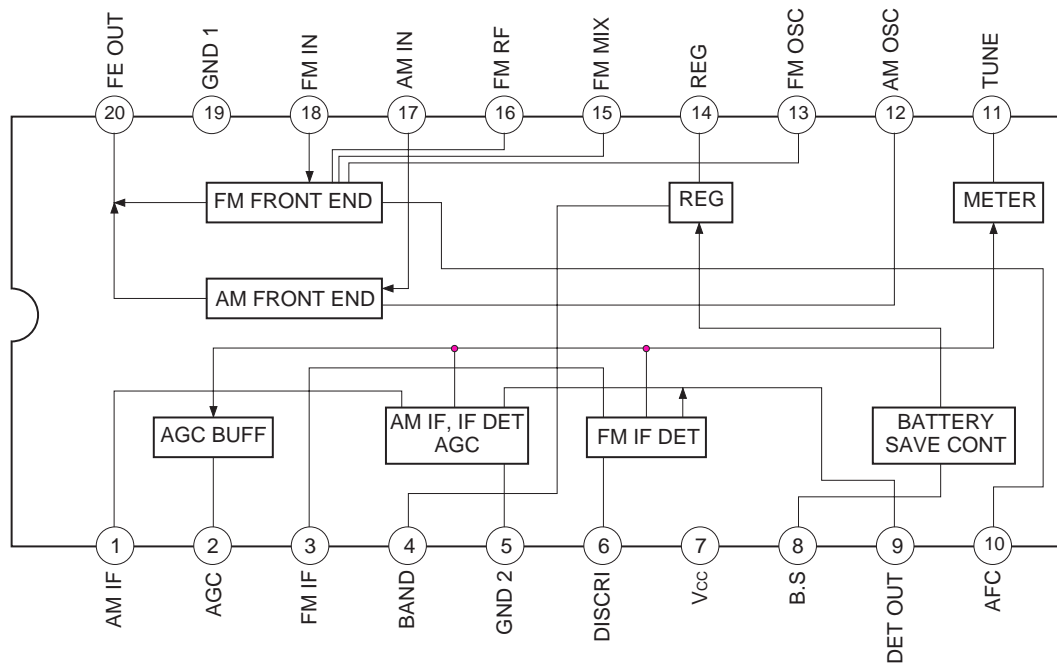 FE OUT
GND 1
FM IN
AM IN
FM RF
FM MIX
REG
FM OSC
AM OSC
TUNE
20
19
18
17
16
15
14
13
12
11
FM FRONT END
REG
METER
AM FRONT END
AGC BUFF
AM IF, IF DET
AGC
FM IF DET
BATTERY
SAVE CONT
1
2
3
4
5
6
7
8
9
10
AM IF
AGC
FM IF
BAND
GND 2
DISCRI
Vcc
B.S
DET OUT
AFC